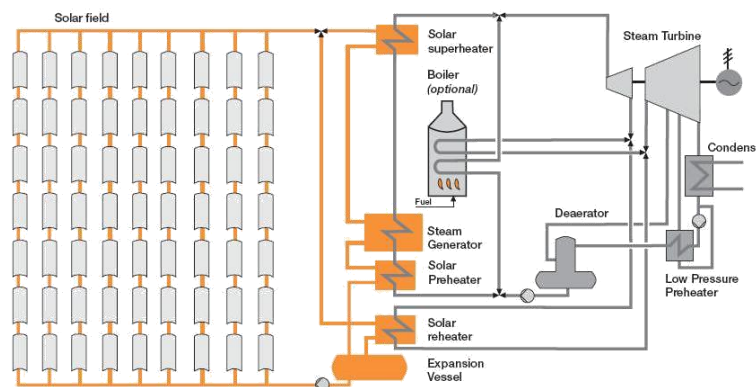 Solar field
Solar
superheater
Steam Turbine
Boiler
(optional)
Condens
Fuel
Deaerator
Steam
Generator
Solar
Preheater
Low Pressure
Preheater
Solar
reheater
Expansion
Vessel